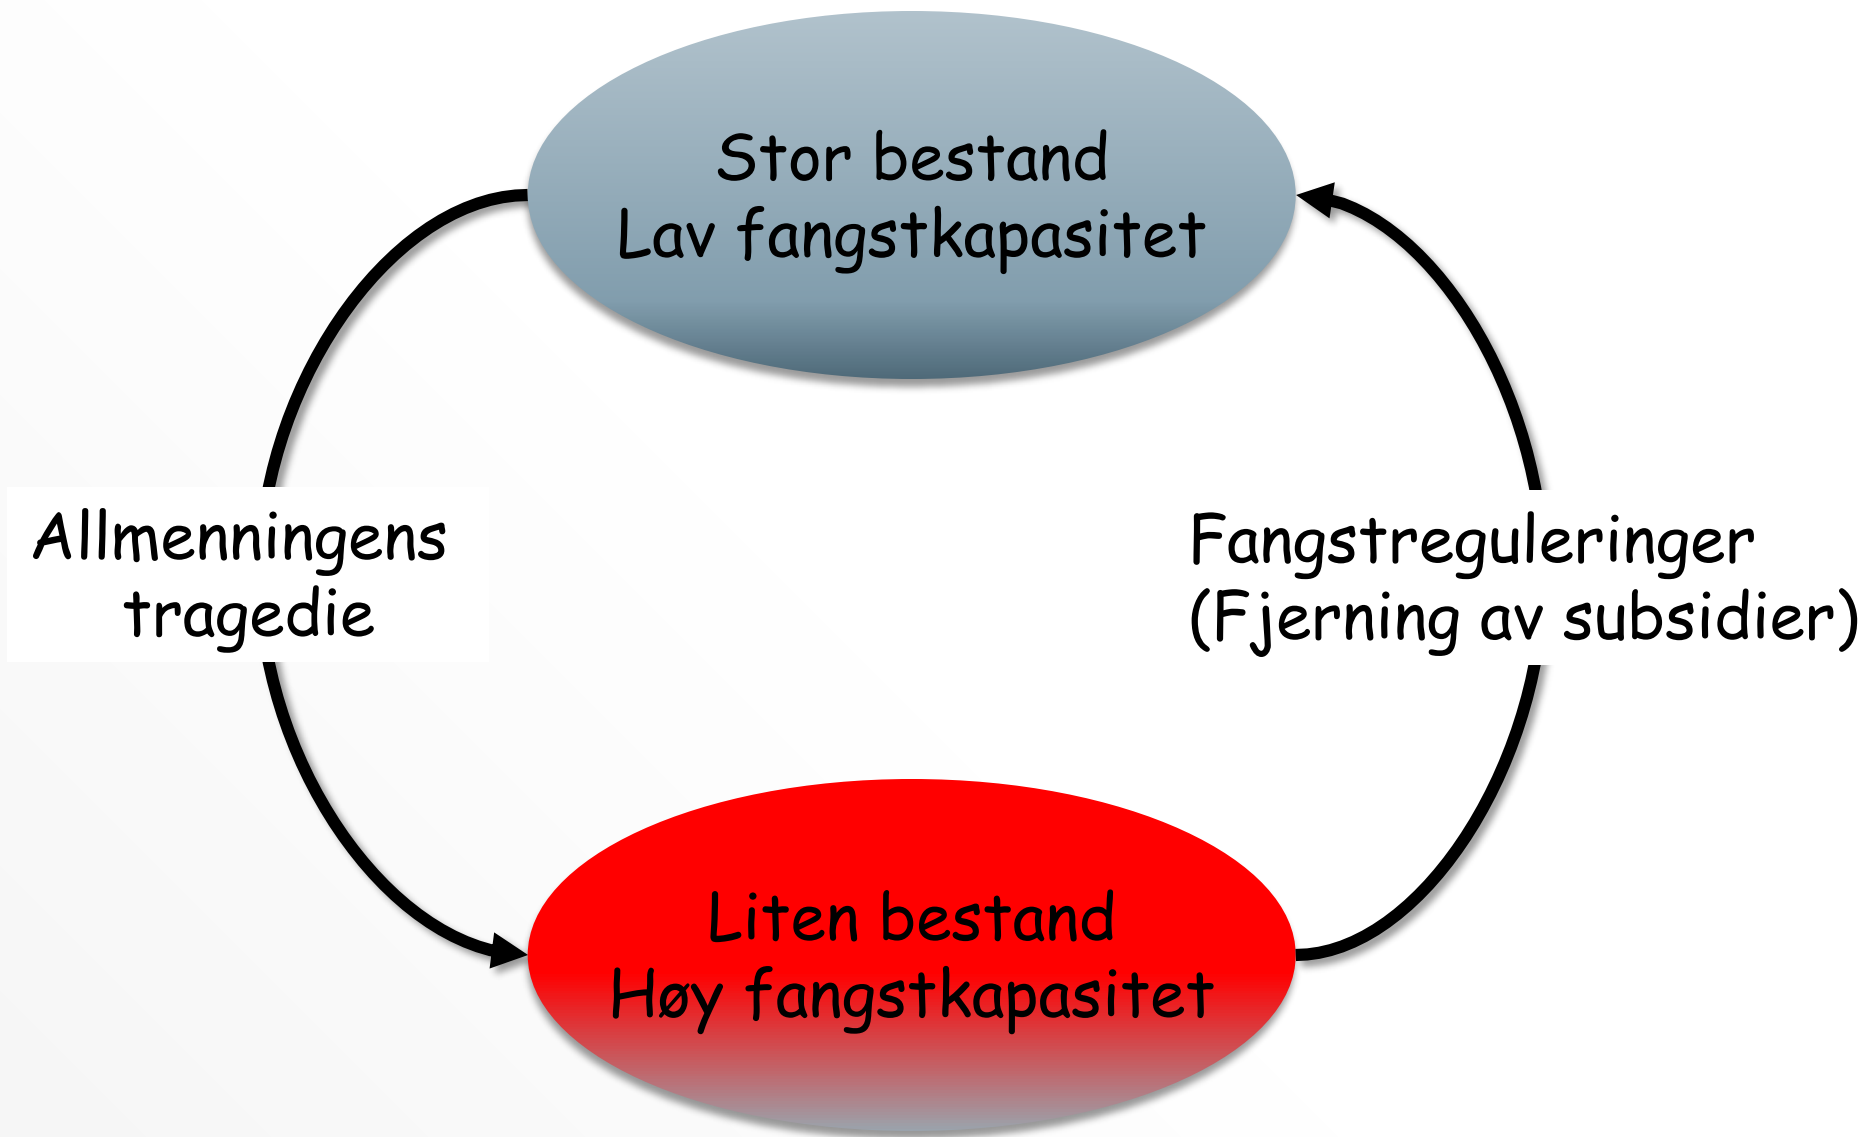 Stor bestand
Lav fangstkapasitet
Allmenningens
tragedie
Fangstreguleringer
(Fjerning av subsidier)
Liten bestand
Høy fangstkapasitet